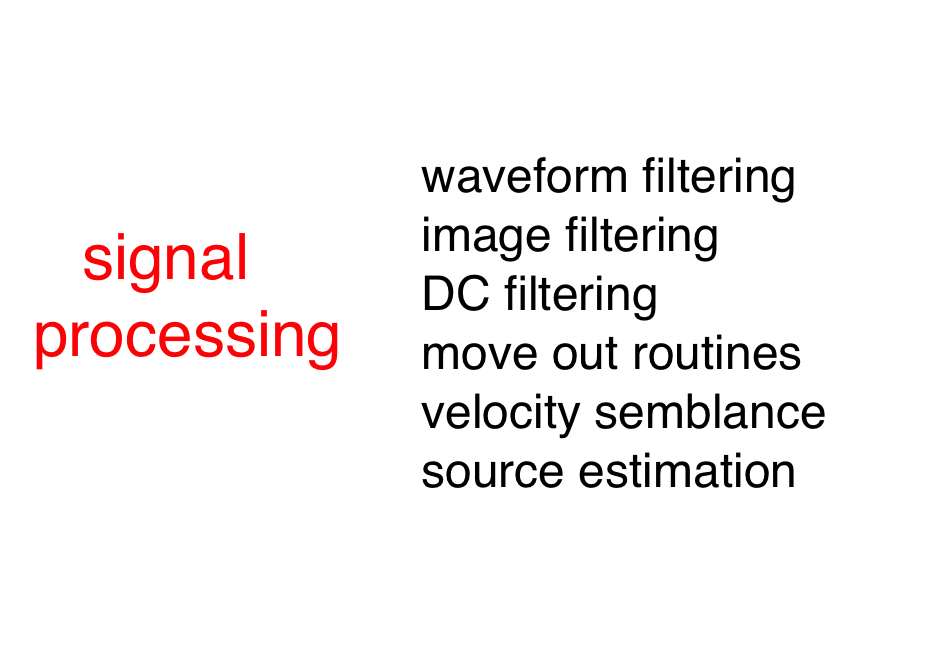 signal
processing
waveform filtering
image filtering
DC filtering
move out routines
velocity semblance
source estimation